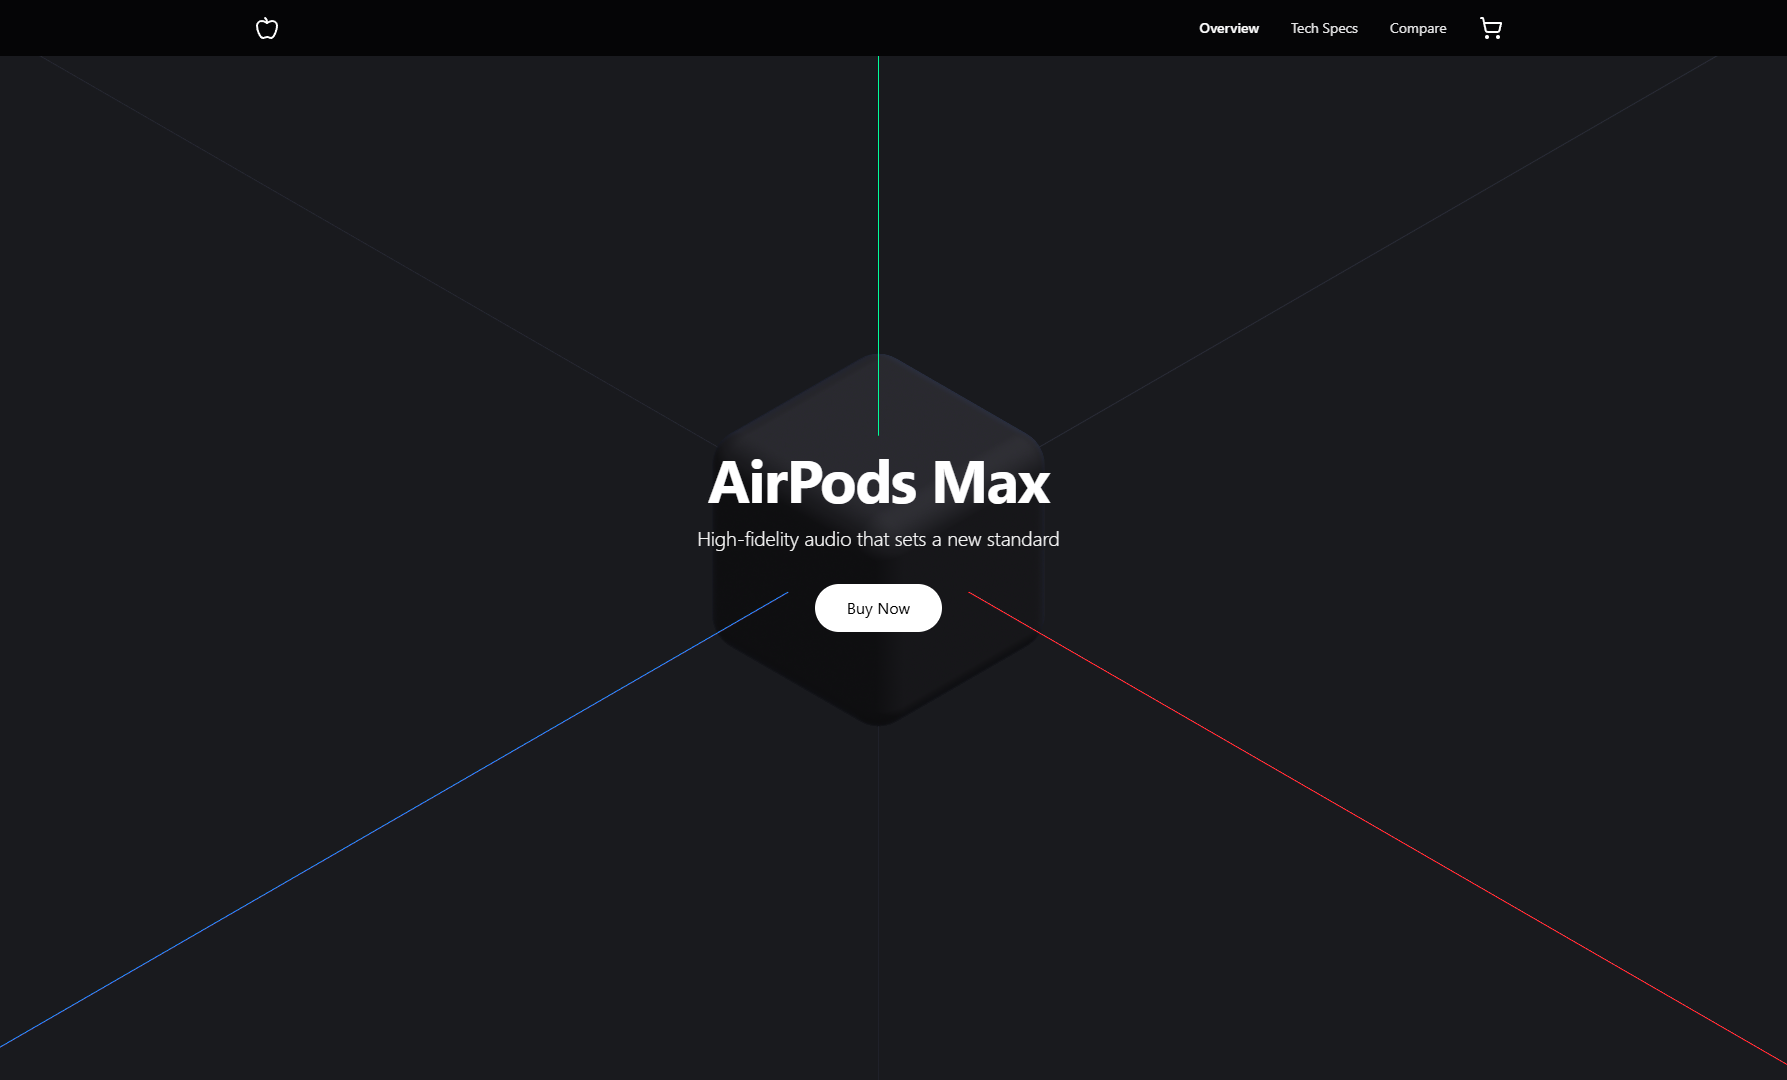 Overview
Tech Specs
Compare
AirPods Max
High-fidelity audio that sets a new standard
Buy Now